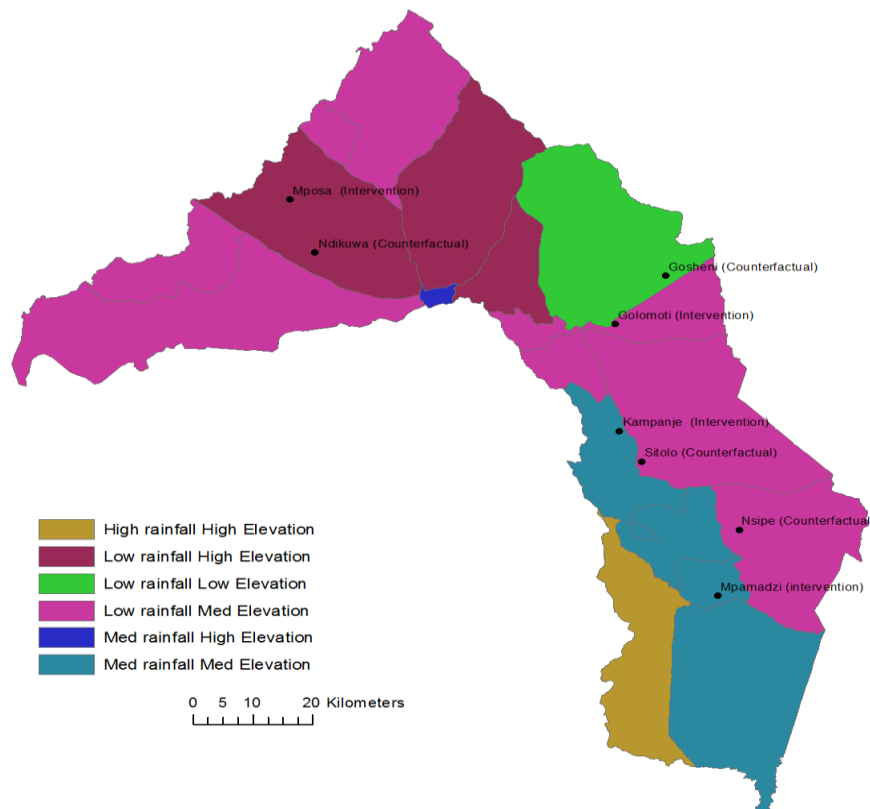 Mposa  (Intervention)
Ndikuwa (Counterfactual)
Gosheni (Counterfactual)
Golomoti (Intervention)
Kampanje  (Intervention)
Sitolo (Counterfactual)
Nsipe (Counterfactual
Mpamadzi (intervention)
High rainfall High Elevation
Low rainfall High Elevation
Low rainfall Low Elevation
Low rainfall Med Elevation
Med rainfall High Elevation
Med rainfall Med Elevation
0 5 10 20 Kilometers